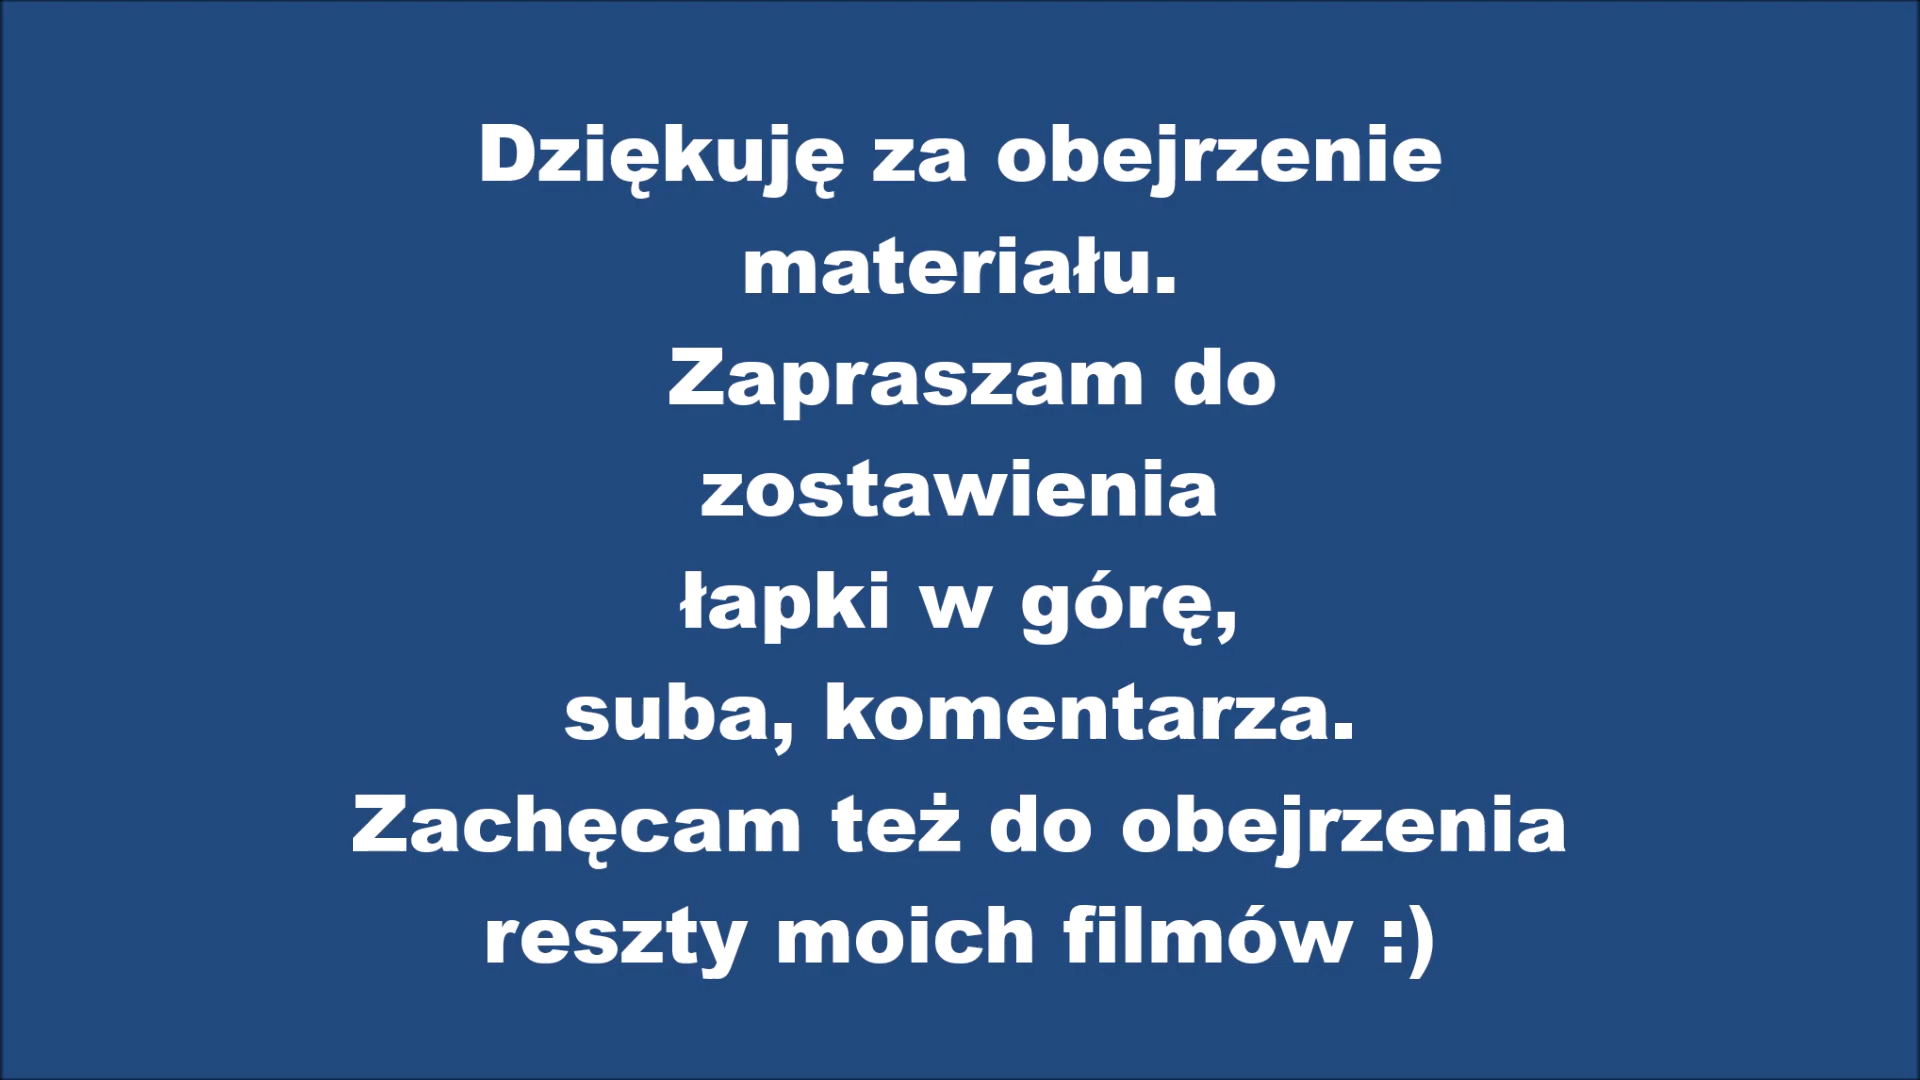 Dziękuję za obejrzenie
materiału.
Zapraszam do
zostawienia
łapki w górę,
suba, komentarza.
Zachęcam też do obejrzenia
reszty moich filmów :)